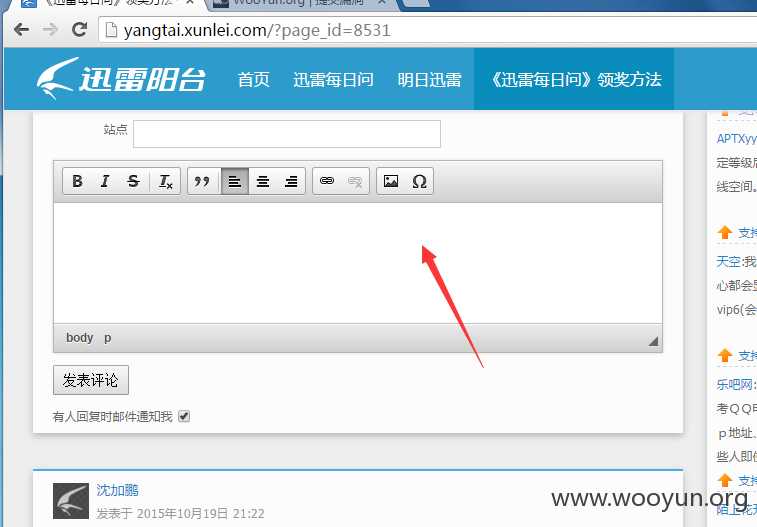 《迅雷每日问》领奖方法
WooYun.org | 提交漏洞
yangtai.xunlei.com/?page_id=8531
迅雷阳台
首页 迅雷每日问 明日迅雷 《迅雷每日问》领奖方法
站点
B I S Tx
body p
发表评论
有人回复时邮件通知我
沈加鹏
发表于 2015年10月19日 21:22
APTXyy
定等级后
线空间。
支持
天空:我
心都会
vip6(会
支持
乐吧网:
考QQ
p地址、
些人即使
支持
陌上花开
www.wooyun.org